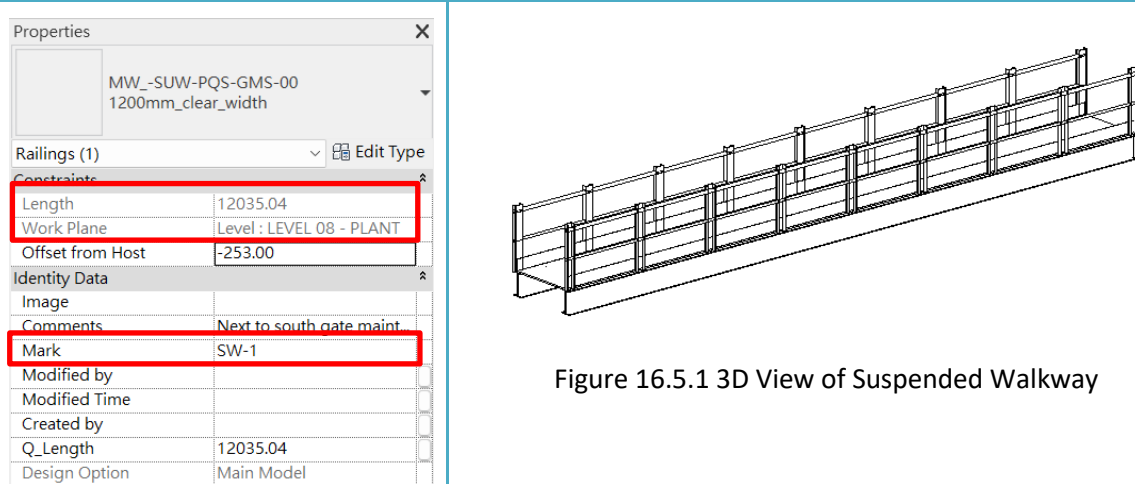 Properties
MW_-SUW-PQS-GMS-00
1200mm_clear_width
Railings (1) Edit Type
Constraints
Length 12035.04
Work Plane Level : LEVEL 08 - PLANT
Offset from Host -253.00
Identity Data
Image
Comments Next to south gate maint...
Mark SW-1
Modified by
Modified Time
Created by
Q_Length 12035.04
Design Option Main Model
Figure 16.5.1 3D View of Suspended Walkway